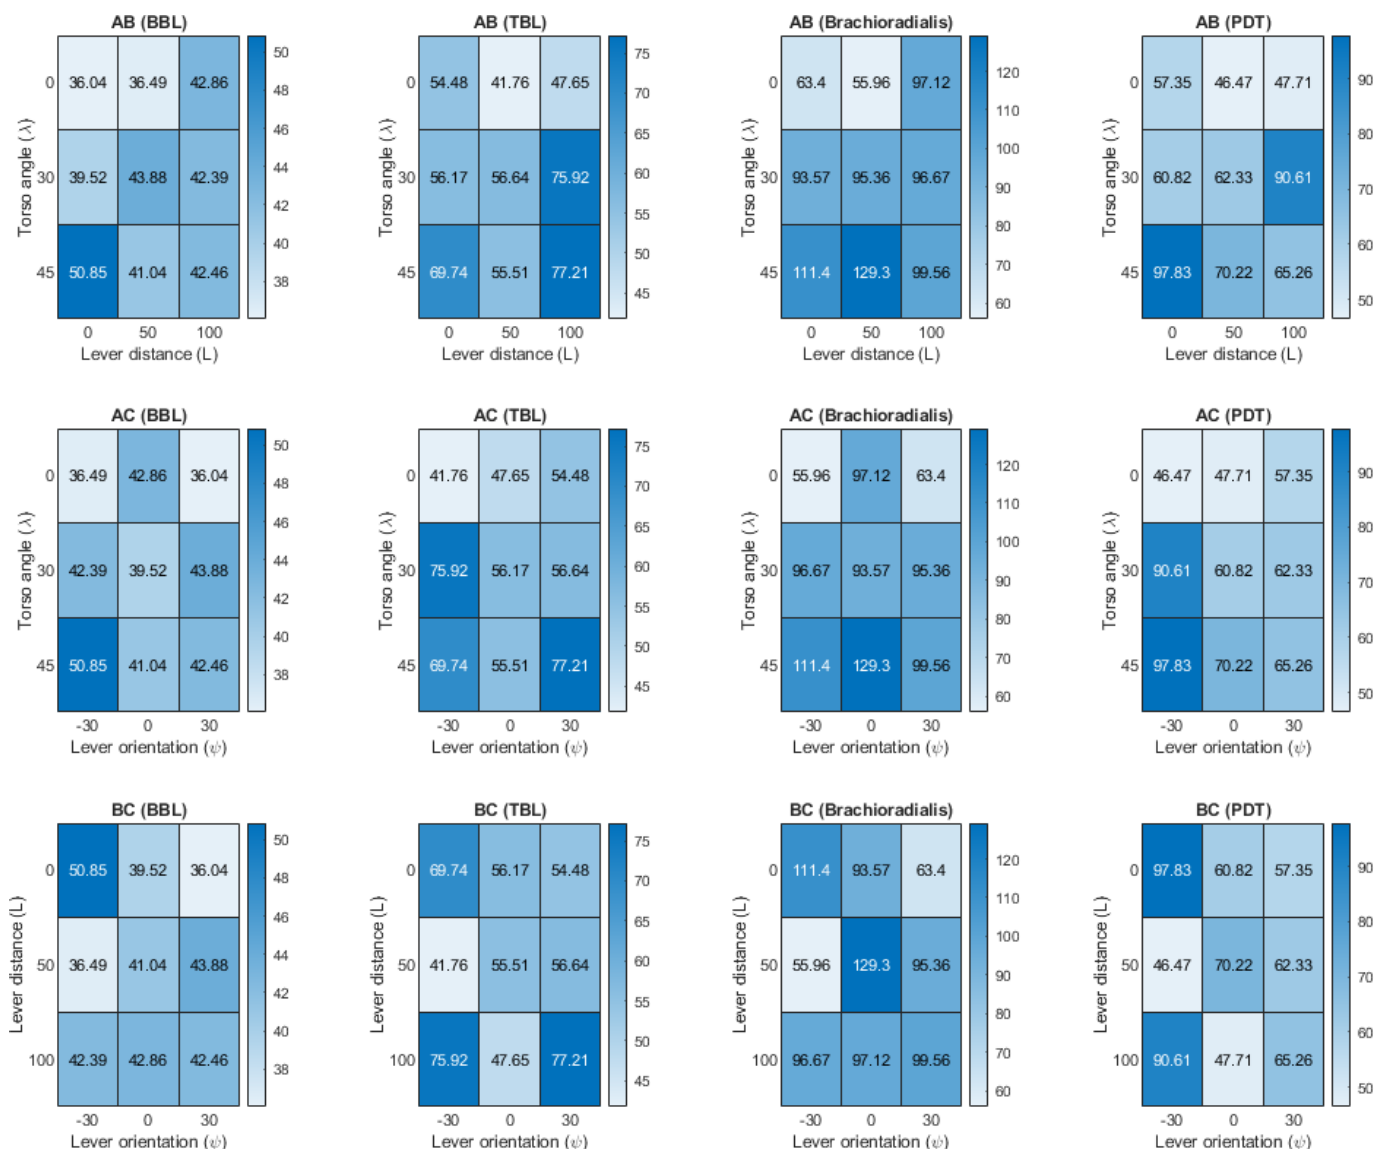 AB (BBL) AB (TBL) AB (Brachioradialis) AB (PDT)
50 75 120 90
0 36.04 36.49 42.86 48 70 0 54.48 41.76 47.65 110 0 63.4 55.96 97.12 80 0 57.35 46.47 47.71
46 65 100
Torso angle (λ) 30 39.52 43.88 42.39 44 60 Torso angle (λ) 30 56.17 56.64 75.92 90 Torso angle (λ) 30 93.57 95.36 96.67 70 Torso angle (λ) 30 60.82 62.33 90.61
42 55 80
40 50 70 60
45 50.85 41.04 42.46 38 45 45 69.74 55.51 77.21 60 45 111.4 129.3 99.56 50 45 97.83 70.22 65.26
0 50 100 0 50 100 0 50 100 0 50 100
Lever distance (L) Lever distance (L) Lever distance (L) Lever distance (L)
AC (BBL) AC (TBL) AC (Brachioradialis) AC (PDT)
50 75 120 90
0 36.49 42.86 36.04 48 70 0 41.76 47.65 54.48 110 0 55.96 97.12 63.4 80 0 46.47 47.71 57.35
46 65 100
Torso angle (λ) 30 42.39 39.52 43.88 44 60 Torso angle (λ) 30 75.92 56.17 56.64 90 Torso angle (λ) 30 96.67 93.57 95.36 70 Torso angle (λ) 30 90.61 60.82 62.33
42 55 80
40 50 70 60
45 50.85 41.04 42.46 38 45 45 69.74 55.51 77.21 60 45 111.4 129.3 99.56 50 45 97.83 70.22 65.26
-30 0 30 -30 0 30 -30 0 30 -30 0 30
Lever orientation (ψ) Lever orientation (ψ) Lever orientation (ψ) Lever orientation (ψ)
BC (BBL) BC (TBL) BC (Brachioradialis) BC (PDT)
50 75 120 90
0 50.85 39.52 36.04 48 70 0 69.74 56.17 54.48 110 0 111.4 93.57 63.4 80 0 97.83 60.82 57.35
46 65 100
Lever distance (L) 50 36.49 41.04 43.88 44 60 Lever distance (L) 50 41.76 55.51 56.64 90 Lever distance (L) 50 55.96 129.3 95.36 70 Lever distance (L) 50 46.47 70.22 62.33
42 55 80
40 50 70 60
100 42.39 42.86 42.46 38 45 100 75.92 47.65 77.21 60 100 96.67 97.12 99.56 50 100 90.61 47.71 65.26
-30 0 30 -30 0 30 -30 0 30 -30 0 30
Lever orientation (ψ) Lever orientation (ψ) Lever orientation (ψ) Lever orientation (ψ)